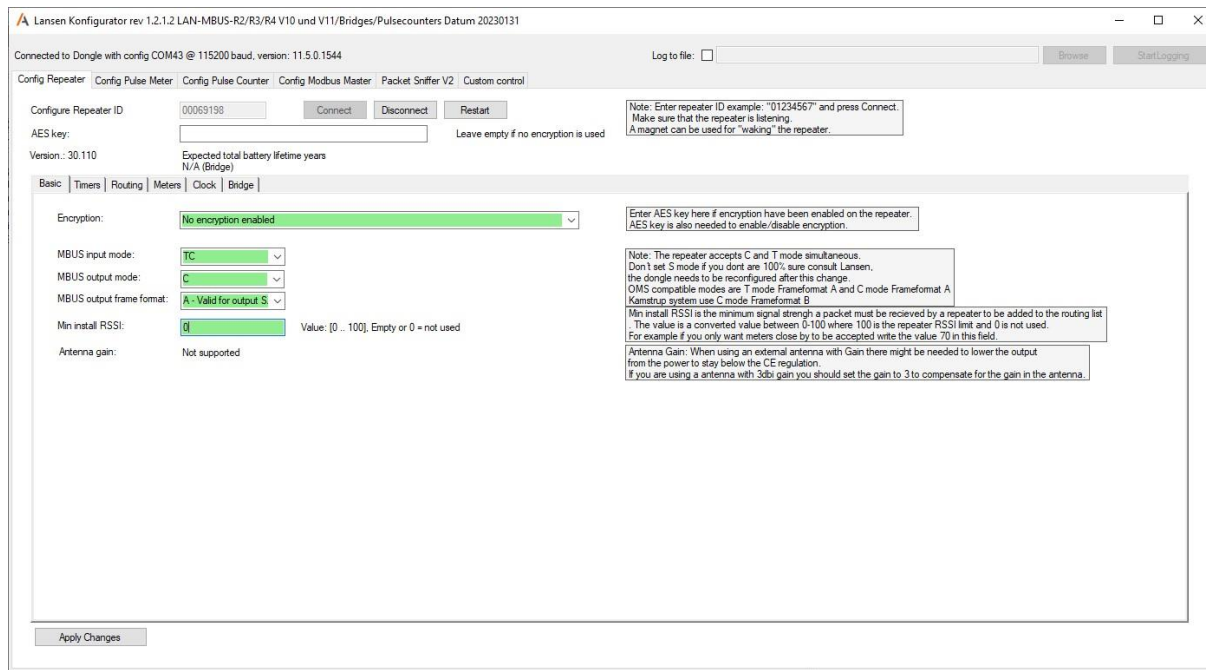 Lansen Konfigurator rev 1.2.1.2 LAN-MBUS-R2/R3/R4 V10 und V11/Bridges/Pulsecounters Datum 20230131
Connected to Dongle with config COM43 @ 115200 baud, version: 11.5.0.1544
Log to file:
Browse
StartLogging
Config Repeater
Config Pulse Meter
Config Pulse Counter
Config Modbus Master
Packet Sniffer V2
Custom control
Configure Repeater ID
00069198
Connect
Disconnect
Restart
Note: Enter repeater ID example: "01234567" and press Connect.
Make sure that the repeater is listening.
A magnet can be used for "waking" the repeater.
AES key:
Leave empty if no encryption is used
Version.: 30.110
Expected total battery lifetime years
N/A (Bridge)
Basic
Timers
Routing
Meters
Clock
Bridge
Encryption:
No encryption enabled
Enter AES key here if encryption have been enabled on the repeater.
AES key is also needed to enable/disable encryption.
MBUS input mode:
TC
MBUS output mode:
C
MBUS output frame format:
A - Valid for output S,
Note: The repeater accepts C and T mode simultaneous.
Don't set S mode if you dont are 100% sure consult Lansen,
the dongle needs to be reconfigured after this change.
OMS compatible modes are T mode Frameformat A and C mode Frameformat A
Kamstrup system use C mode Frameformat B
Min install RSSI:
0
Value: [0 .. 100], Empty or 0 = not used
Min install RSSI is the minimum signal strengh a packet must be recieved by a repeater to be added to the routing list
. The value is a converted value between 0-100 where 100 is the repeater RSSI limit and 0 is not used.
For example if you only want meters close by to be accepted write the value 70 in this field.
Antenna gain:
Not supported
Antenna Gain: When using an external antenna with Gain there might be needed to lower the output
from the power to stay below the CE regulation.
If you are using a antenna with 3dbi gain you should set the gain to 3 to compensate for the gain in the antenna.
Apply Changes